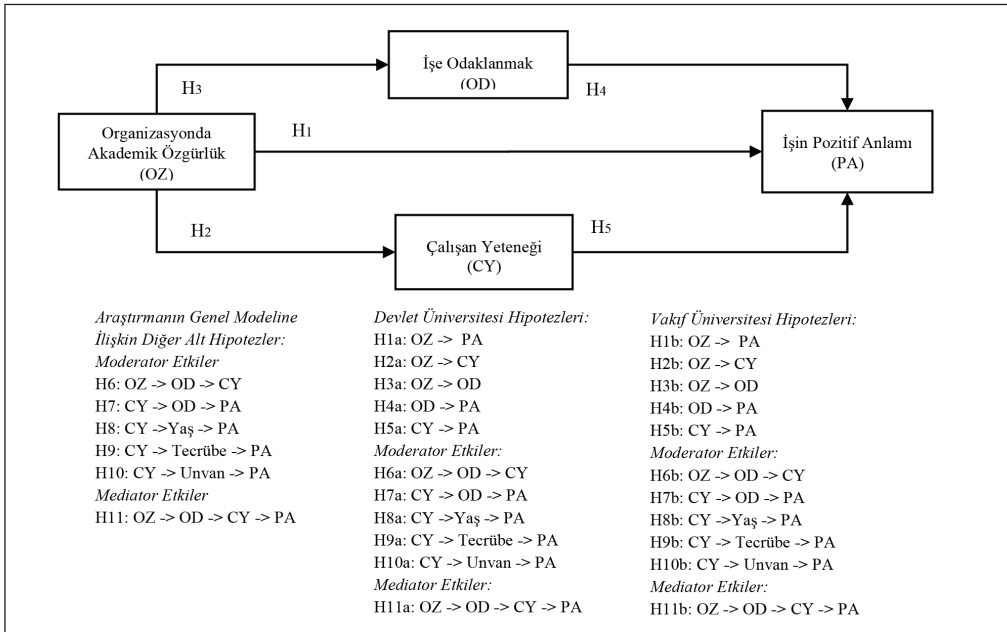 İşe Odaklanmak
(OD)
H3
H4
Organizasyonda
Akademik Özgürlük
(OZ)
H1
İşin Pozitif Anlamı
(PA)
H2
Çalışan Yeteneği
(CY)
H5
Araştırmanın Genel Modeline
İlişkin Diğer Alt Hipotezler:
Moderator Etkiler
H6: OZ -> OD -> CY
H7: CY -> OD -> PA
H8: CY ->Yaş -> PA
H9: CY -> Tecrübe -> PA
H10: CY -> Unvan -> PA
Mediator Etkiler
H11: OZ -> OD -> CY -> PA
Devlet Üniversitesi Hipotezleri:
H1a: OZ -> PA
H2a: OZ -> CY
H3a: OZ -> OD
H4a: OD -> PA
H5a: CY -> PA
Moderator Etkiler:
H6a: OZ -> OD -> CY
H7a: CY -> OD -> PA
H8a: CY ->Yaş -> PA
H9a: CY -> Tecrübe -> PA
H10a: CY -> Unvan -> PA
Mediator Etkiler:
H11a: OZ -> OD -> CY -> PA
Vakıf Üniversitesi Hipotezleri:
H1b: OZ -> PA
H2b: OZ -> CY
H3b: OZ -> OD
H4b: OD -> PA
H5b: CY -> PA
Moderator Etkiler:
H6b: OZ -> OD -> CY
H7b: CY -> OD -> PA
H8b: CY ->Yaş -> PA
H9b: CY -> Tecrübe -> PA
H10b: CY -> Unvan -> PA
Mediator Etkiler:
H11b: OZ -> OD -> CY -> PA